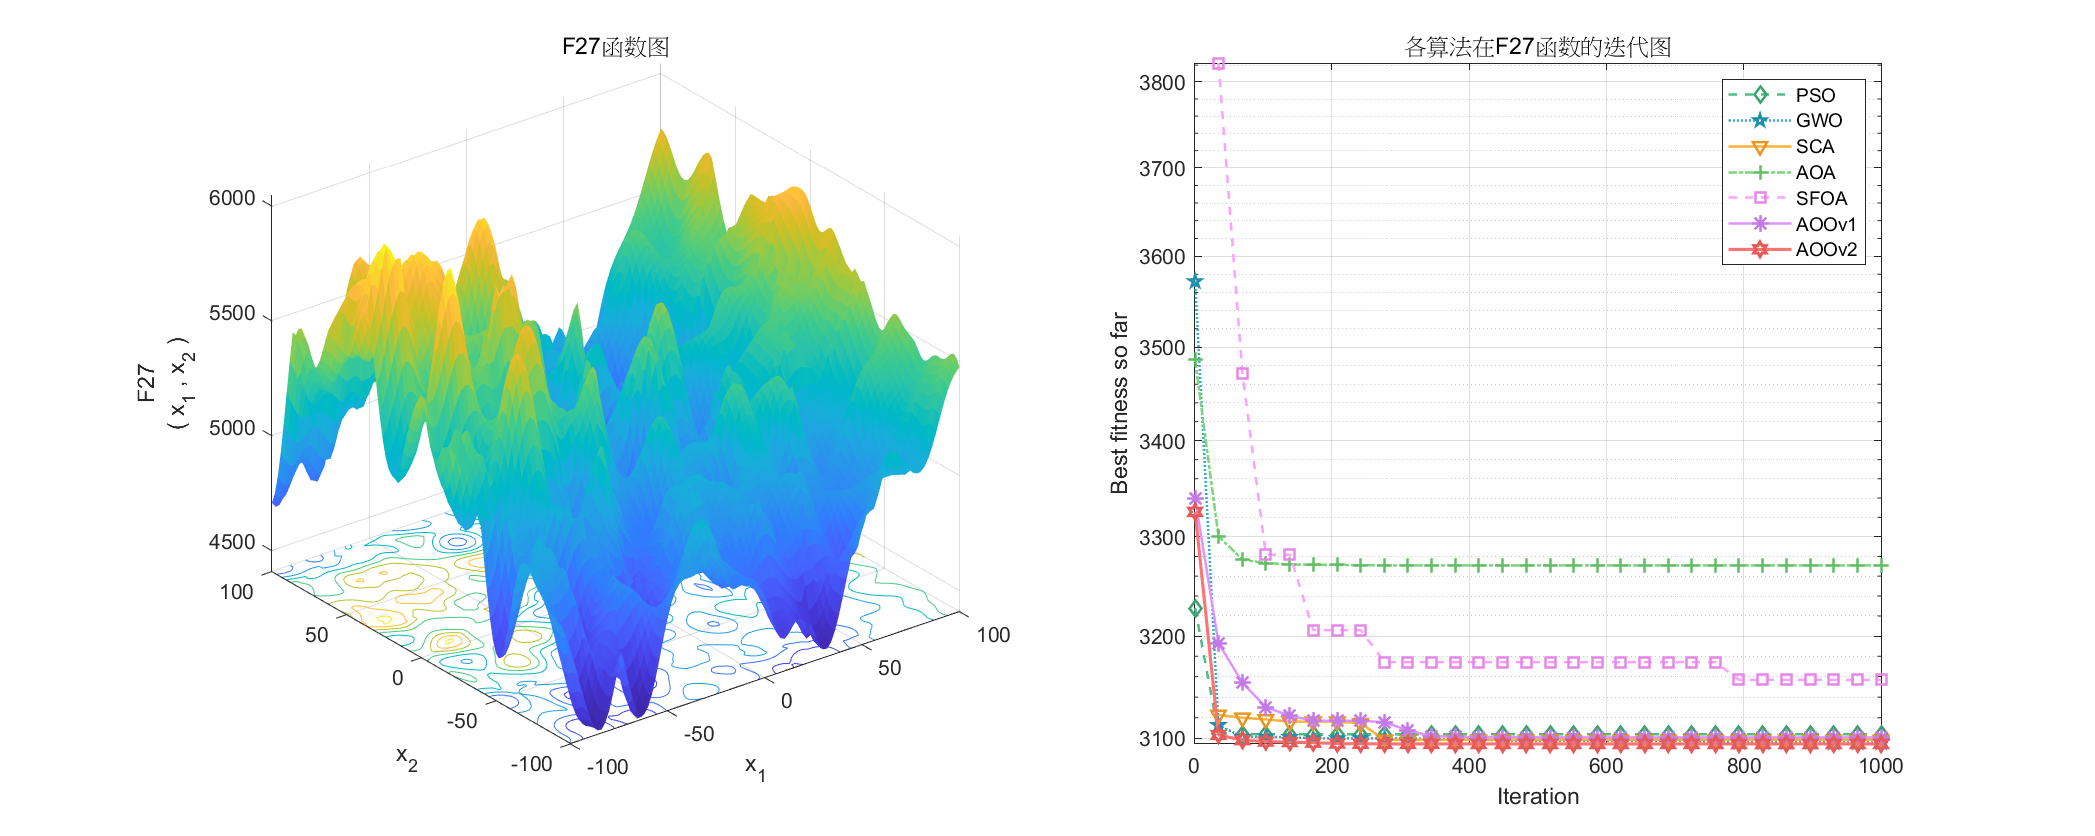 F27函数图
6000
5500
5000
4500
F27
( x1 , x2 )
100
50
0
-50
-100
x2
-100
-50
0
50
100
x1
各算法在F27函数的迭代图
3800
3700
3600
3500
3400
3300
3200
3100
Best fitness so far
0 200 400 600 800 1000
Iteration
PSO
GWO
SCA
AOA
SFOA
AOOv1
AOOv2